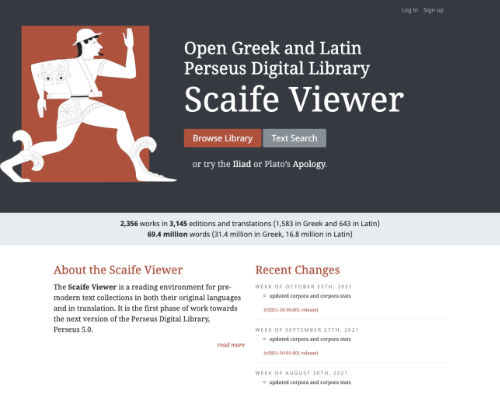 Log in Sign up
Open Greek and Latin
Perseus Digital Library
Scaife Viewer
Browse Library Text Search
or try the Iliad or Plato's Apology.
2,356 works in 3,145 editions and translations (1,583 in Greek and 643 in Latin)
69.4 million words (31.4 million in Greek, 16.8 million in Latin)
About the Scaife Viewer
The Scaife Viewer is a reading environment for pre-
modern text collections in both their original languages
and in translation. It is the first phase of work towards
the next version of the Perseus Digital Library,
Perseus 5.0.
read more
Recent Changes
WEEK OF OCTOBER 25TH, 2021
updated corpora and corpora stats
(v2021-10-30-001 release)
WEEK OF SEPTEMBER 27TH, 2021
updated corpora and corpora stats
(v2021-10-01-001 release)
WEEK OF AUGUST 30TH, 2021
updated corpora and corpora stats